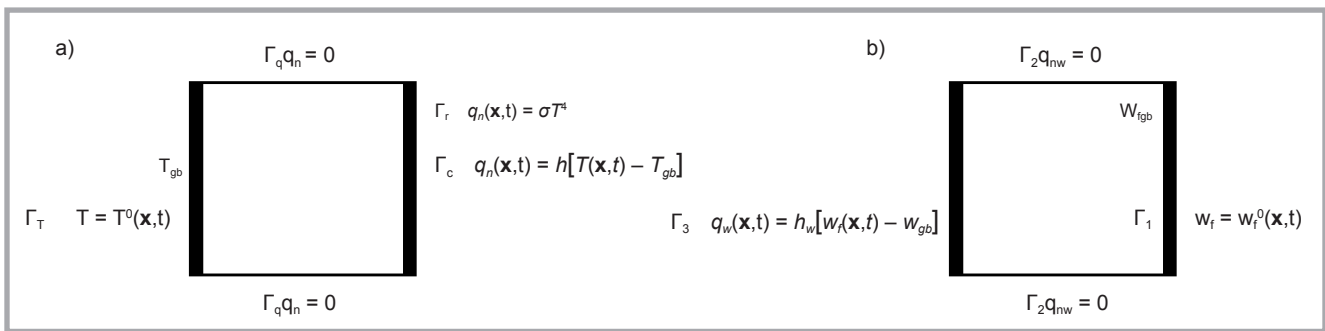 a)
Γqqn = 0
Γr qn(x,t) = σT⁴
Tgb
Γc qn(x,t) = h[T(x,t) – Tgb]
ΓT T = T⁰(x,t)
Γqqn = 0
b)
Γ2qnw = 0
Wfgb
Γ3 qw(x,t) = hw[wf(x,t) – wgb]
Γ1 wf = wf⁰(x,t)
Γ2qnw = 0